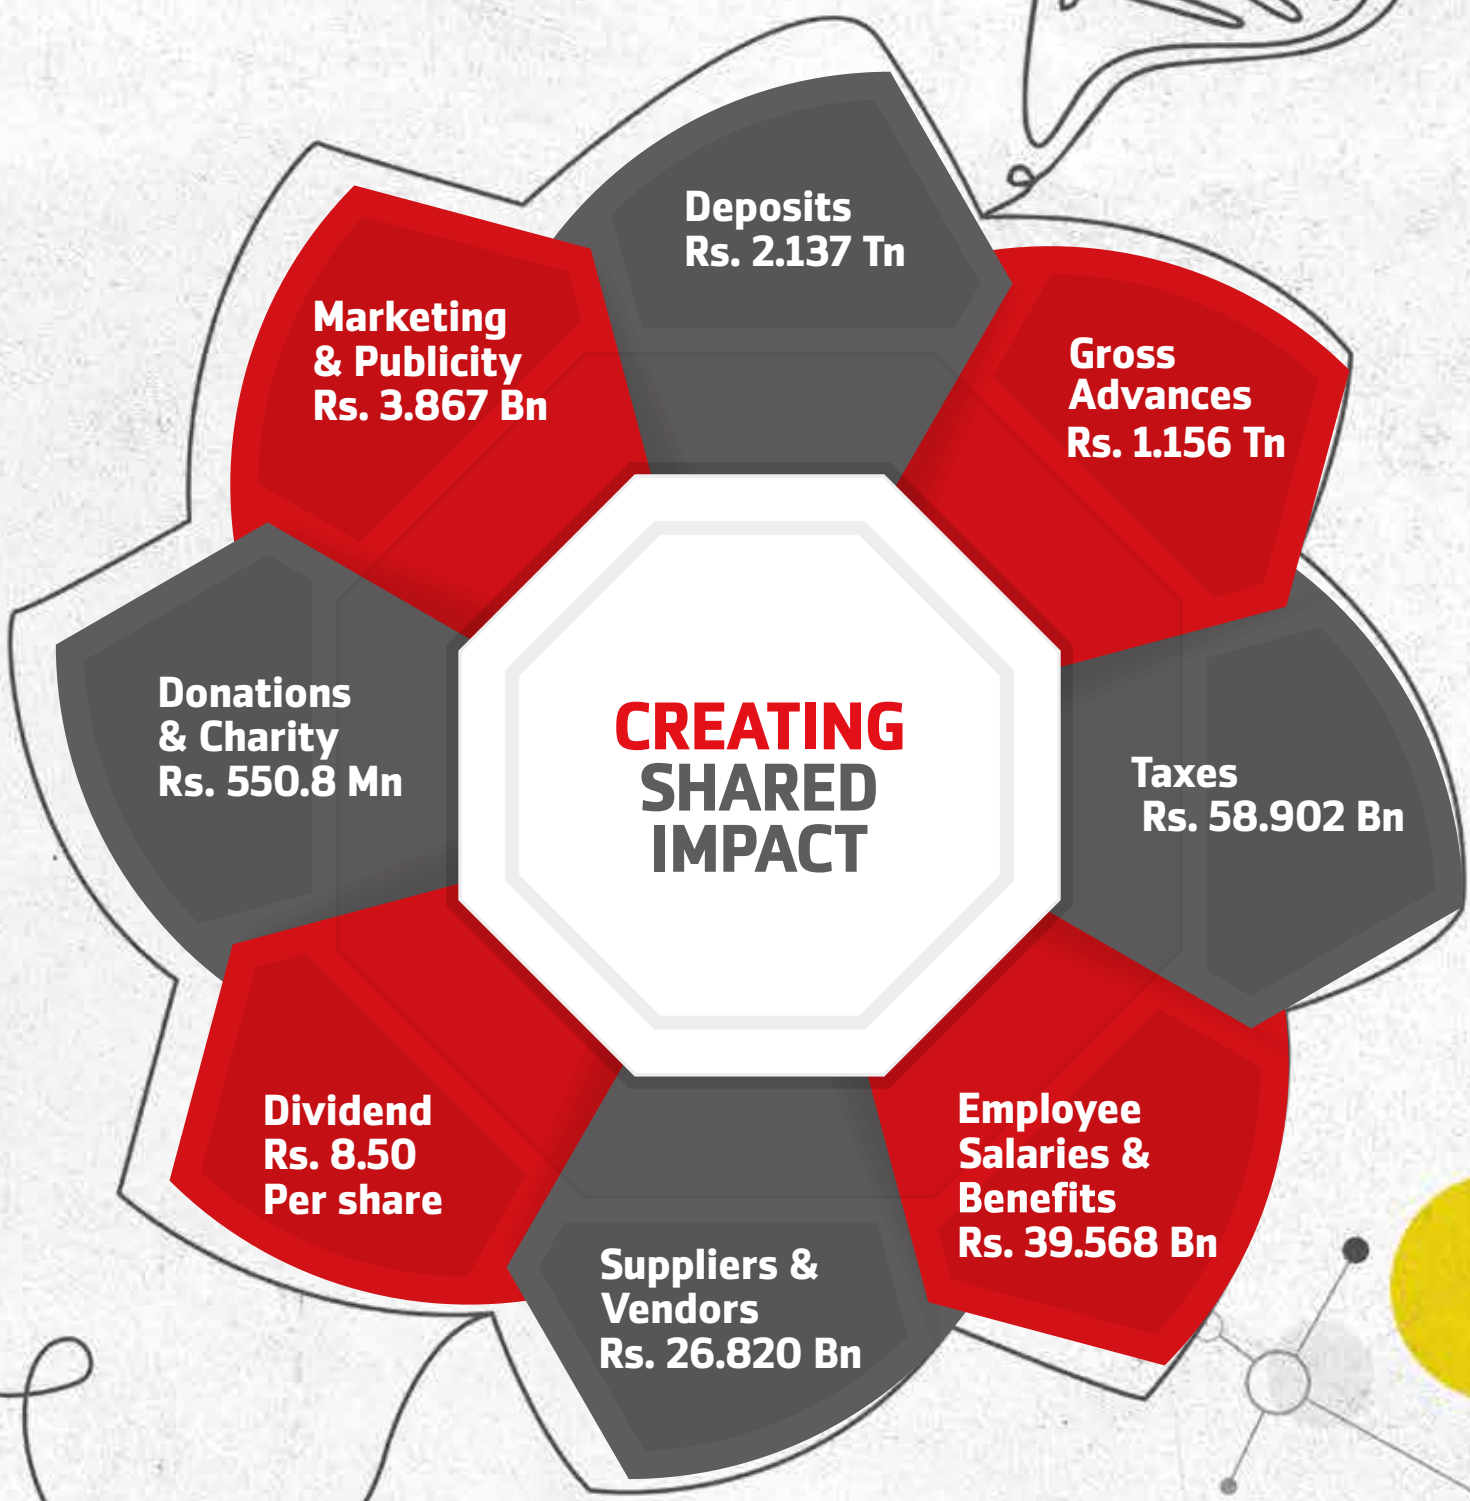 CREATING
SHARED
IMPACT
Deposits
Rs. 2.137 Tn
Gross
Advances
Rs. 1.156 Tn
Taxes
Rs. 58.902 Bn
Employee
Salaries &
Benefits
Rs. 39.568 Bn
Suppliers &
Vendors
Rs. 26.820 Bn
Dividend
Rs. 8.50
Per share
Donations
& Charity
Rs. 550.8 Mn
Marketing
& Publicity
Rs. 3.867 Bn